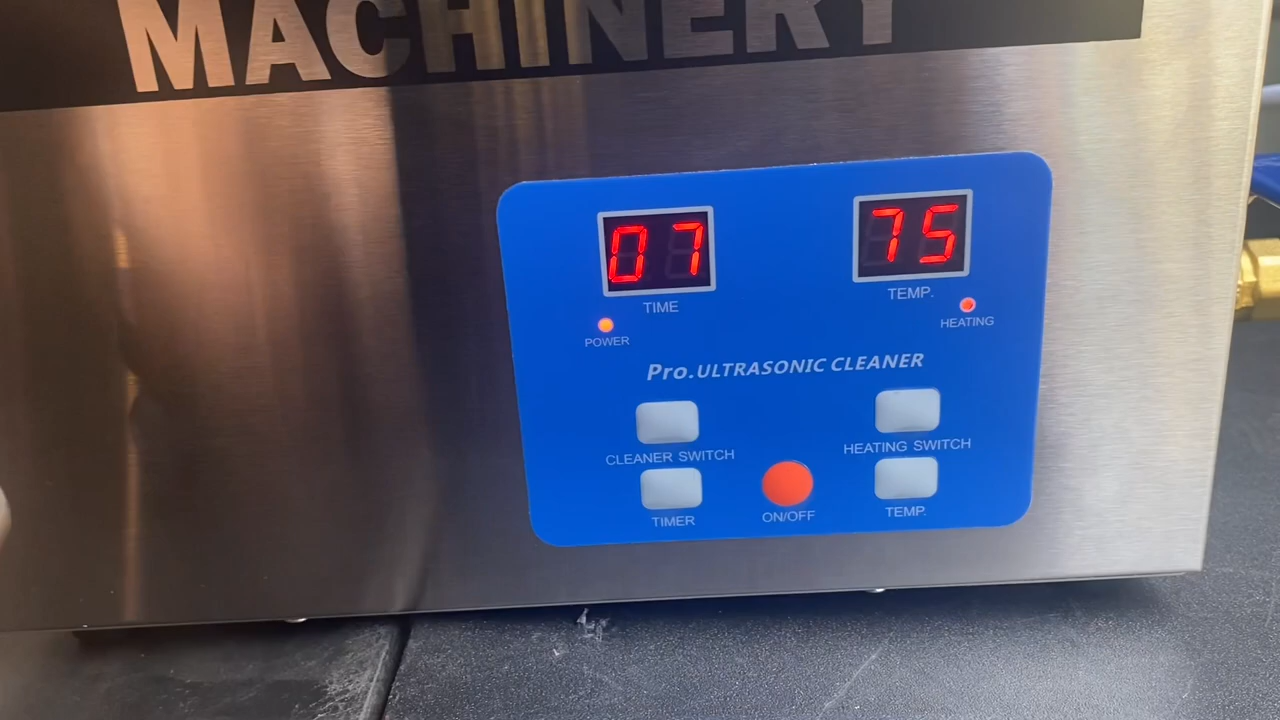 MACHINERY
07 75
TIME TEMP.
POWER HEATING
Pro.ULTRASONIC CLEANER
CLEANER SWITCH HEATING SWITCH
TIMER ON/OFF TEMP.